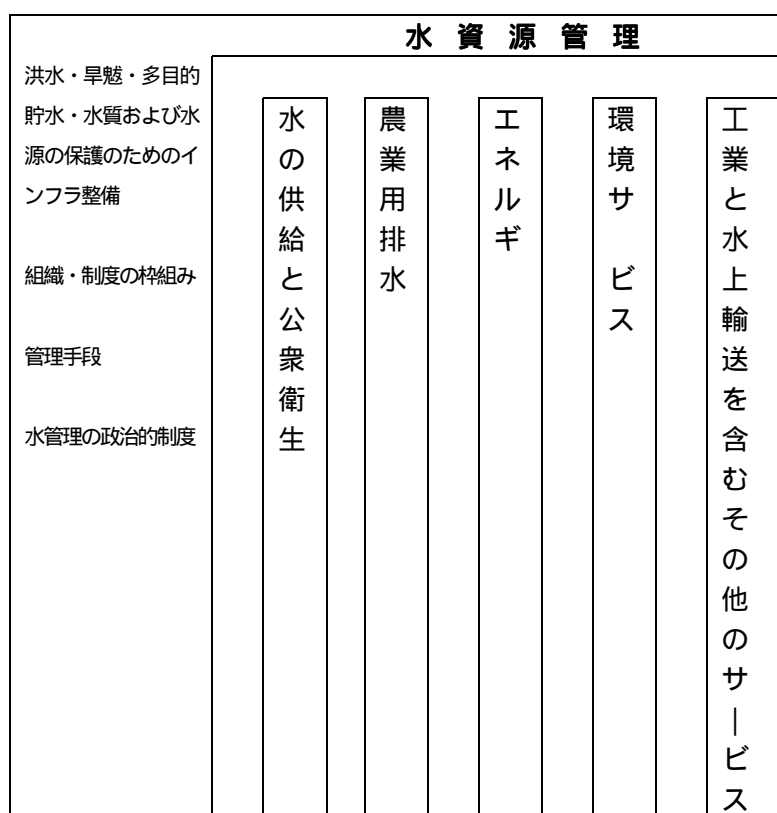 水資源管理
洪水・旱魃・多目的
貯水・水質および水
源の保護のためのイ
ンフラ整備
組織・制度の枠組み
管理手段
水管理の政治的制度
水の供給と公衆衛生
農業用排水
エネルギ
環境サ ビス
工業と水上輸送を含むその他のサービス